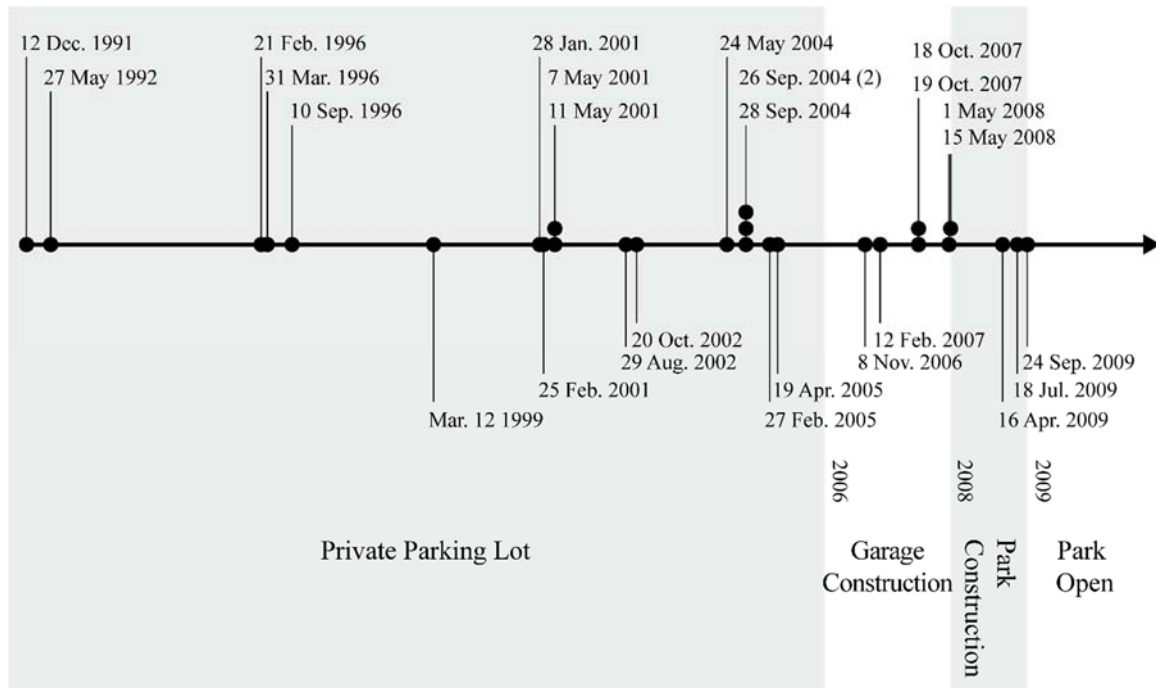 12 Dec. 1991
21 Feb. 1996
28 Jan. 2001
24 May 2004
18 Oct. 2007
27 May 1992
31 Mar. 1996
7 May 2001
26 Sep. 2004 (2)
19 Oct. 2007
10 Sep. 1996
11 May 2001
28 Sep. 2004
1 May 2008
15 May 2008
20 Oct. 2002
12 Feb. 2007
29 Aug. 2002
8 Nov. 2006
24 Sep. 2009
25 Feb. 2001
19 Apr. 2005
18 Jul. 2009
Mar. 12 1999
27 Feb. 2005
16 Apr. 2009
2006
2008
2009
Private Parking Lot
Garage
Construction
Park
Construction
Park
Open